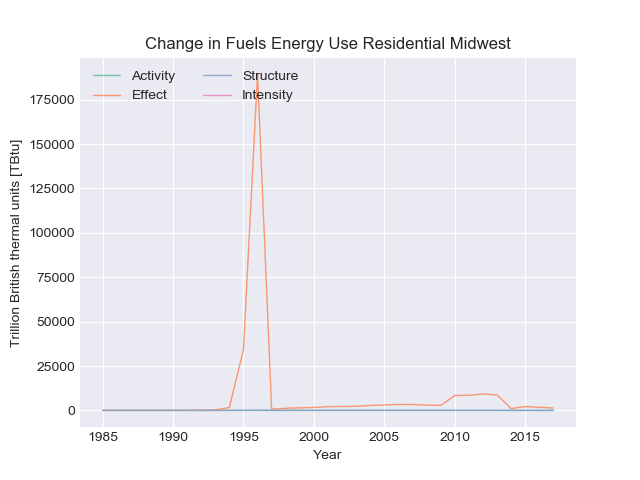 Change in Fuels Energy Use Residential Midwest
Activity
Effect
Structure
Intensity
Trillion British thermal units [TBtu]
175000
150000
125000
100000
75000
50000
25000
0
1985 1990 1995 2000 2005 2010 2015
Year